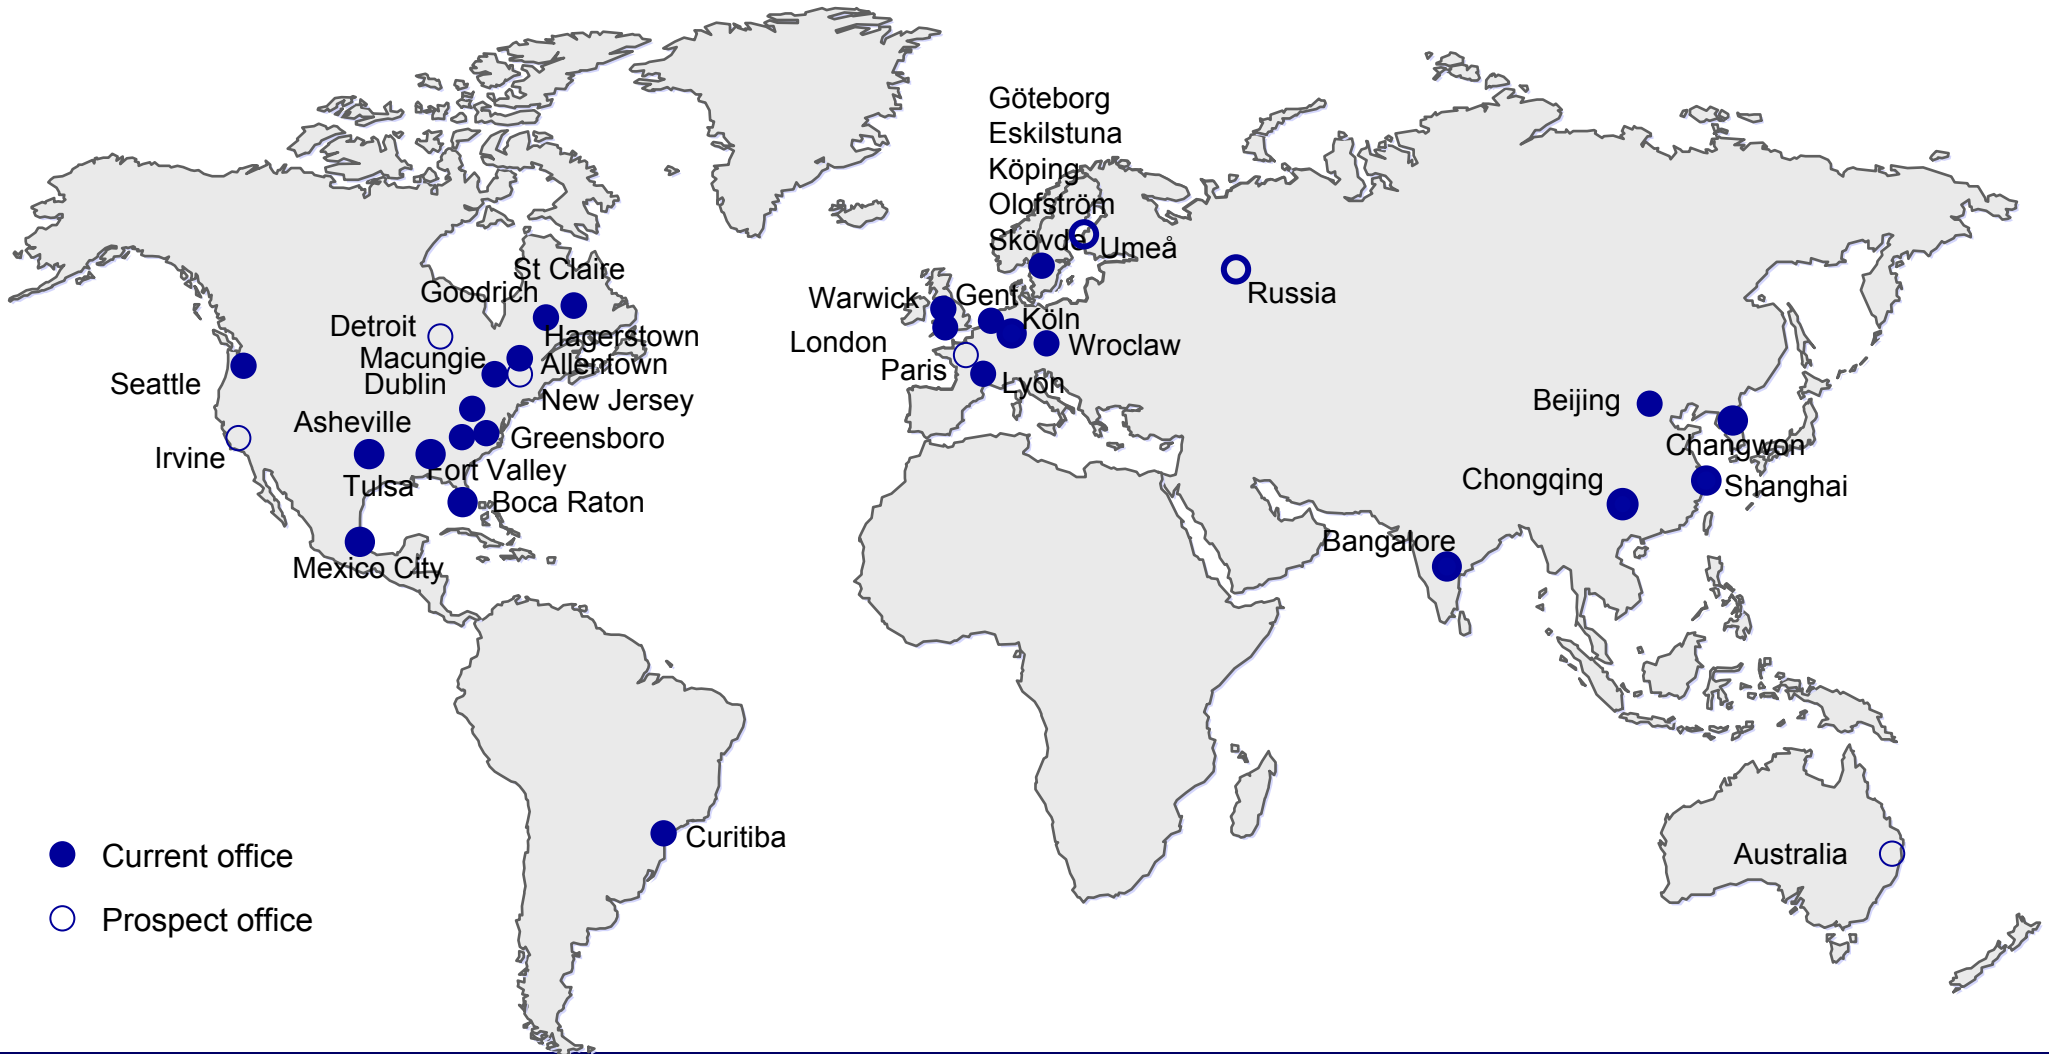 Göteborg
Eskilstuna
Köping
Olofström
Skövde
Umeå
St Claire
Goodrich
Russia
Warwick
Gent
Detroit
Hagerstown
Köln
London
Wroclaw
Macungie
Allentown
Paris
Seattle
Dublin
Lyon
New Jersey
Beijing
Asheville
Greensboro
Changwon
Irvine
Fort Valley
Tulsa
Chongqing
Shanghai
Boca Raton
Bangalore
Mexico City
Curitiba
Current office
Australia
Prospect office